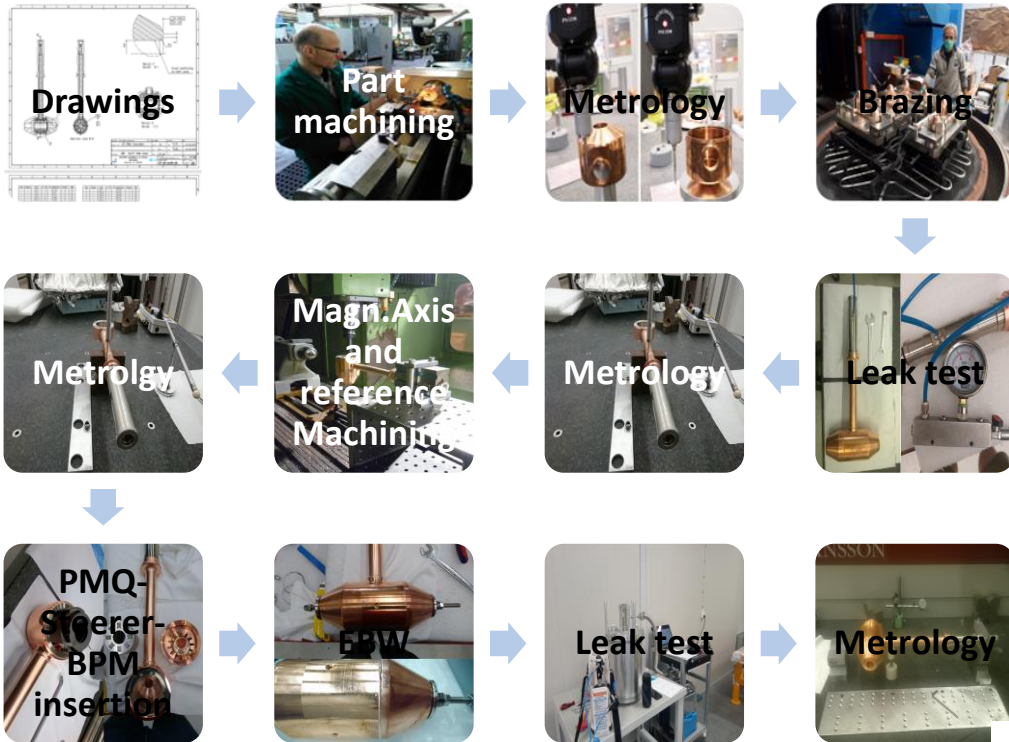 Drawings
Part
machining
Metrology
Brazing
Metrolgy
Magn.Axis
and
reference
Machining
Metrology
Leak test
PMQ-
Steerer-
BPM
insertion
EBW
Leak test
Metrology
NSSON